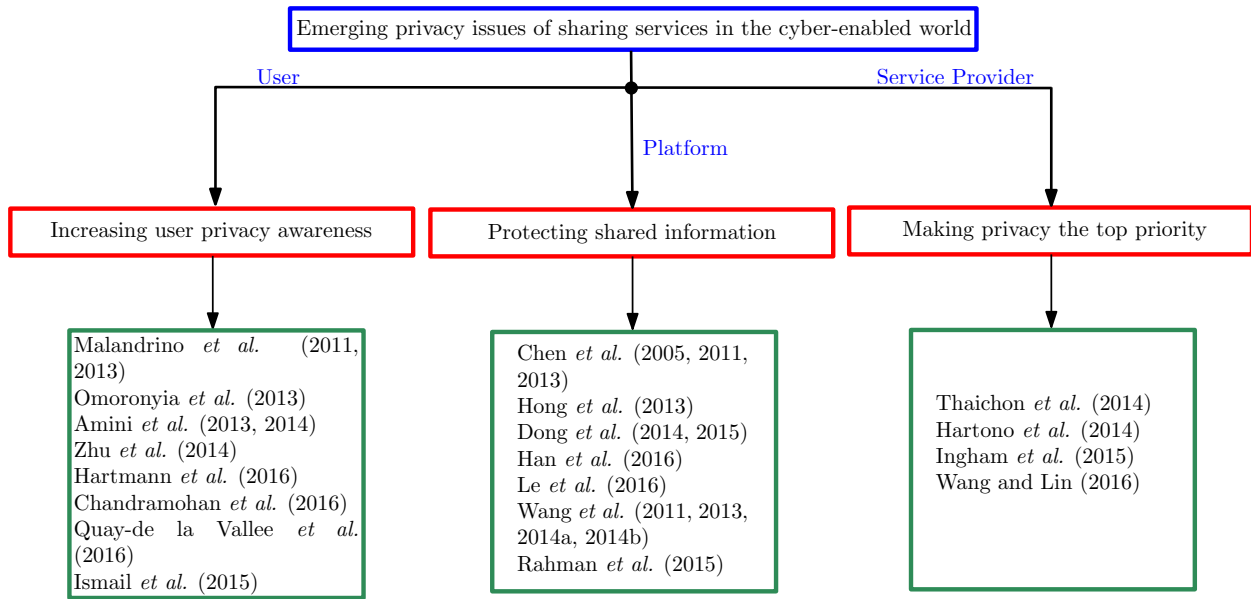 Emerging privacy issues of sharing services in the cyber-enabled world
User
Service Provider
Platform
Increasing user privacy awareness
Protecting shared information
Making privacy the top priority
Malandrino et al. (2011,
2013)
Omoronyia et al. (2013)
Amini et al. (2013, 2014)
Zhu et al. (2014)
Hartmann et al. (2016)
Chandramohan et al. (2016)
Quay-de la Vallee et al.
(2016)
Ismail et al. (2015)
Chen et al. (2005, 2011,
2013)
Hong et al. (2013)
Dong et al. (2014, 2015)
Han et al. (2016)
Le et al. (2016)
Wang et al. (2011, 2013,
2014a, 2014b)
Rahman et al. (2015)
Thaichon et al. (2014)
Hartono et al. (2014)
Ingham et al. (2015)
Wang and Lin (2016)